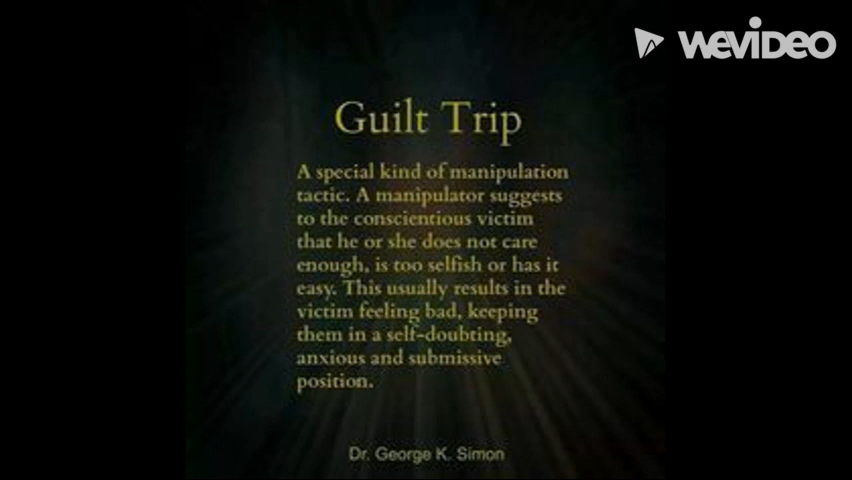 WEVIDEO
Guilt Trip
A special kind of manipulation
tactic. A manipulator suggests
to the conscientious victim
that he or she does not care
enough, is too selfish or has it
easy. This usually results in the
victim feeling bad, keeping
them in a self-doubting,
anxious and submissive
position.
Dr. George K. Simon